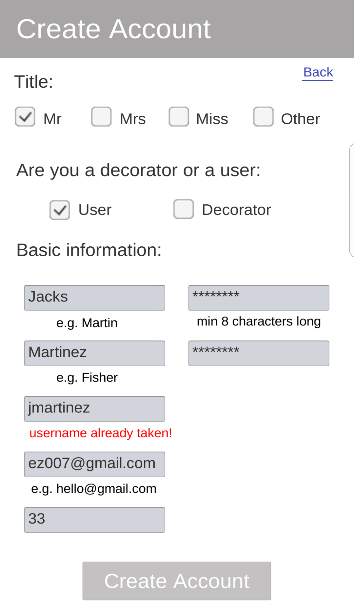 Create Account
Back
Title:
Mr Mrs Miss Other
Are you a decorator or a user:
User Decorator
Basic information:
Jacks ********
e.g. Martin min 8 characters long
Martinez ********
e.g. Fisher
jmartinez
username already taken!
ez007@gmail.com
e.g. hello@gmail.com
33
Create Account